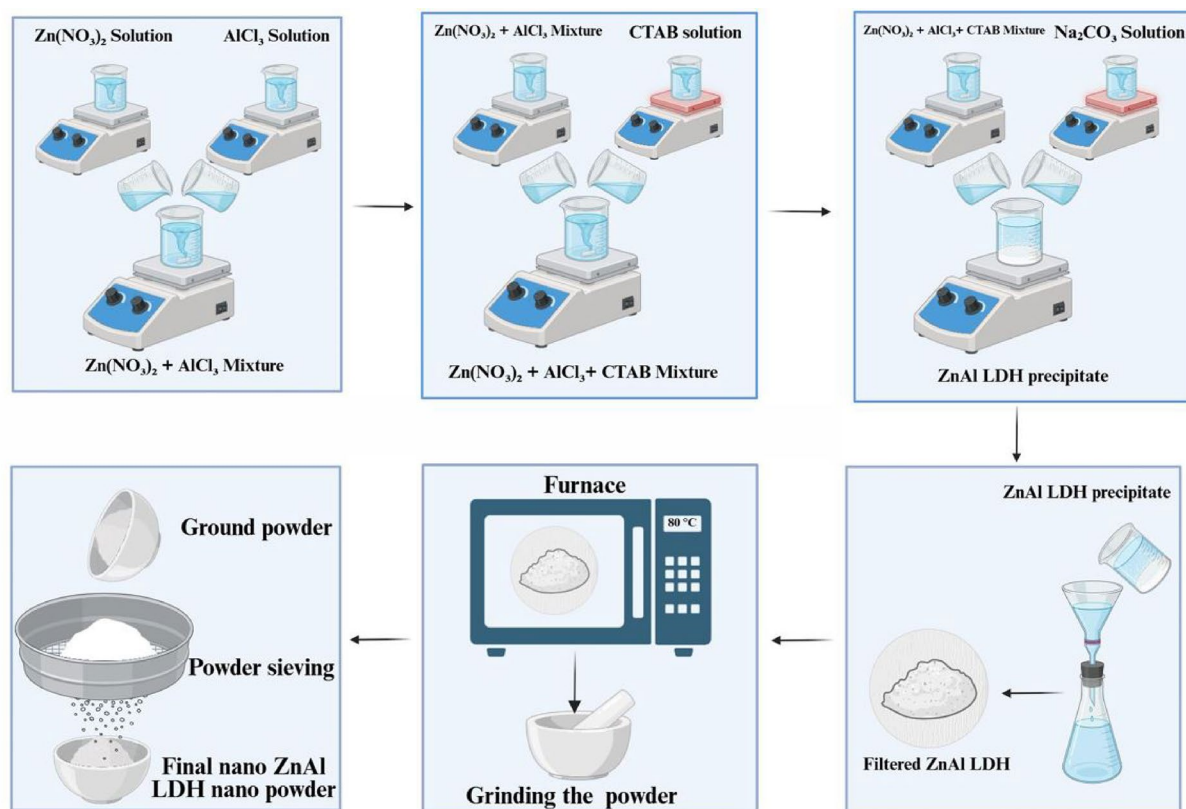 Zn(NO₃)₂ Solution
AlCl₃ Solution
Zn(NO₃)₂ + AlCl₃ Mixture
Zn(NO₃)₂ + AlCl₃ Mixture
CTAB solution
Zn(NO₃)₂ + AlCl₃+ CTAB Mixture
Zn(NO₃)₂ + AlCl₃+ CTAB Mixture
Na₂CO₃ Solution
ZnAl LDH precipitate
ZnAl LDH precipitate
Filtered ZnAl LDH
Furnace
80 °C
Grinding the powder
Ground powder
Powder sieving
Final nano ZnAl
LDH nano powder